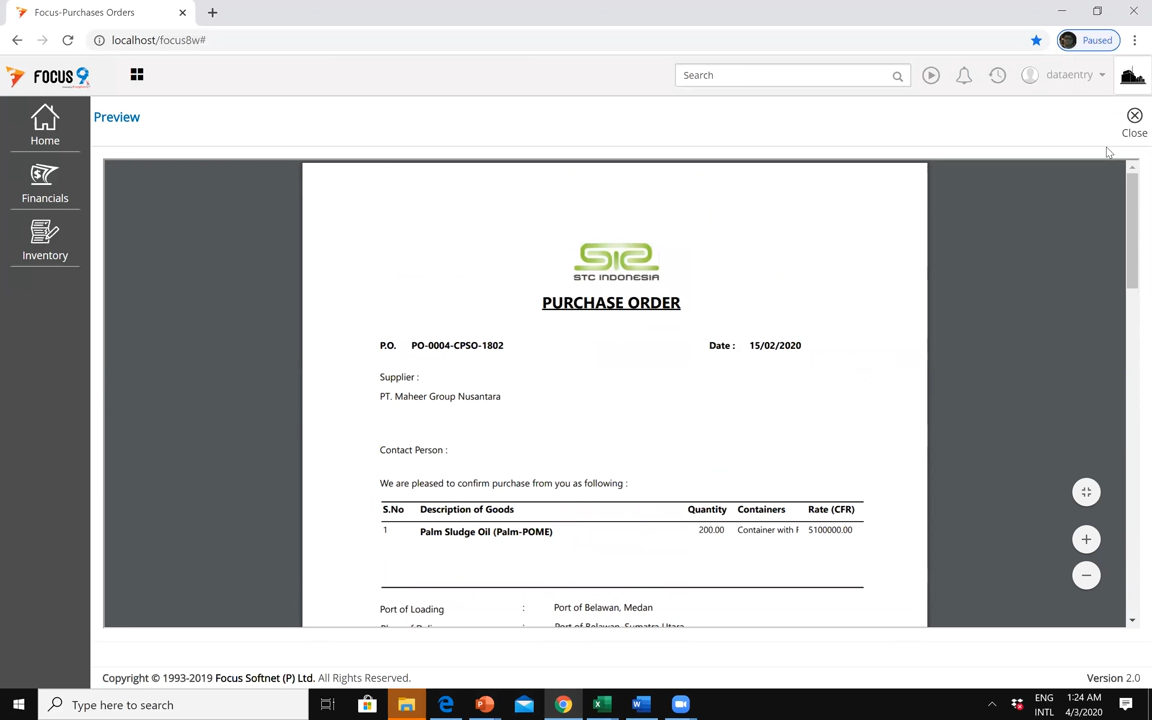 Focus-Purchases Orders
localhost/focus8w#
Paused
FOCUS 9
Search
dataentry
Home
Financials
Inventory
Preview
Close
STC INDONESIA
PURCHASE ORDER
P.O. PO-0004-CPSO-1802 Date : 15/02/2020
Supplier :
PT. Maheer Group Nusantara
Contact Person :
We are pleased to confirm purchase from you as following :
S.No Description of Goods Quantity Containers Rate (CFR)
1 Palm Sludge Oil (Palm-POME) 200.00 Container with 5100000.00
Port of Loading : Port of Belawan, Medan
Port of Belawan, Sumatra Utara
Copyright © 1993-2019 Focus Softnet (P) Ltd. All Rights Reserved.
Version 2.0
Type here to search
ENG
INTL
1:24 AM
4/3/2020